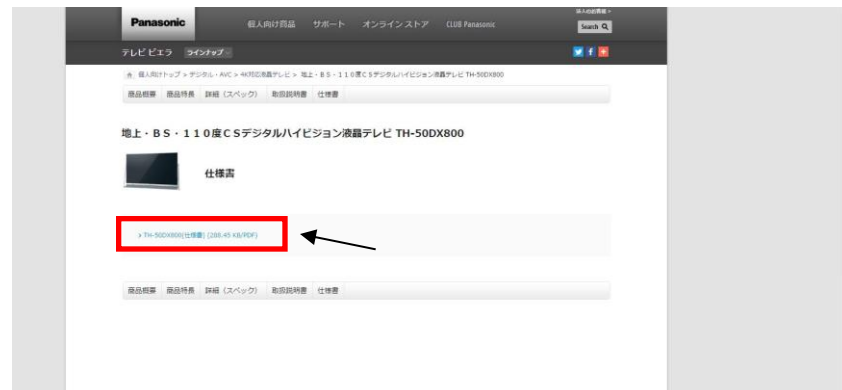 法人のお客様
Panasonic 個人向け商品 サポート オンラインストア CLUB Panasonic Search
テレビ ビエラ ラインナップ
個人向けトップ > デジタル・AVC > 4K対応液晶テレビ > 地上・BS・110度CSデジタルハイビジョン液晶テレビ TH-50DX800
商品概要 商品特長 詳細(スペック) 取扱説明書 仕様書
地上・BS・110度CSデジタルハイビジョン液晶テレビ TH-50DX800
仕様書
> TH-50DX800(仕様書) (288.45 KB/PDF)
商品概要 商品特長 詳細(スペック) 取扱説明書 仕様書